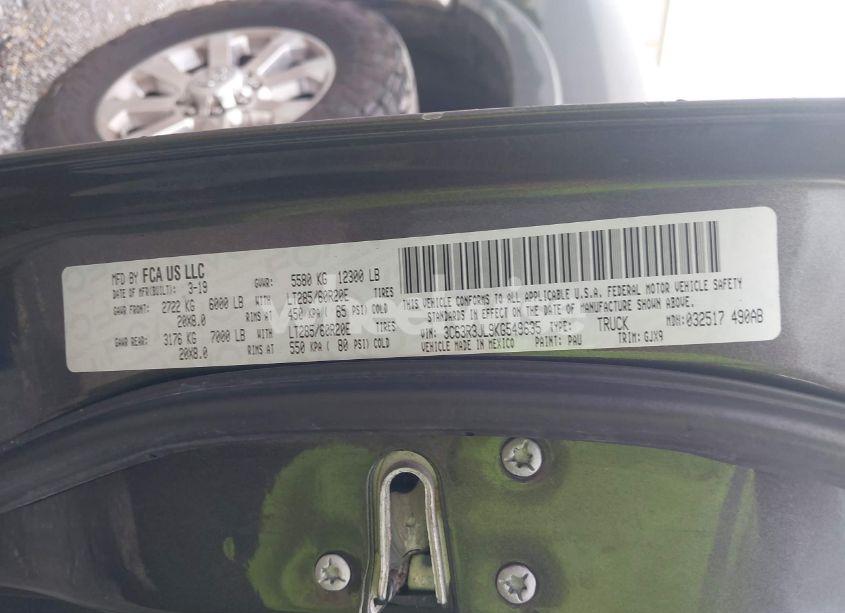 MFD BY FCA US LLC
DATE OF MFR(BUILT): 3-19 GVWR: 5580 KG 12300 LB
GAWR FRONT: 2722 KG 6000 LB WITH LT285/60R20E TIRES
20X8.0 RIMS AT 450 KPA ( 65 PSI) COLD
GAWR REAR: 3176 KG 7000 LB WITH LT285/60R20E TIRES
20X8.0 RIMS AT 550 KPA ( 80 PSI) COLD
THIS VEHICLE CONFORMS TO ALL APPLICABLE U.S.A. FEDERAL MOTOR VEHICLE SAFETY
STANDARDS IN EFFECT ON THE DATE OF MANUFACTURE SHOWN ABOVE.
VIN: 3C63R3JL9KG549635 TYPE: TRUCK MDH: 032517 490AB
VEHICLE MADE IN MEXICO PAINT: PAU TRIM: GJX9